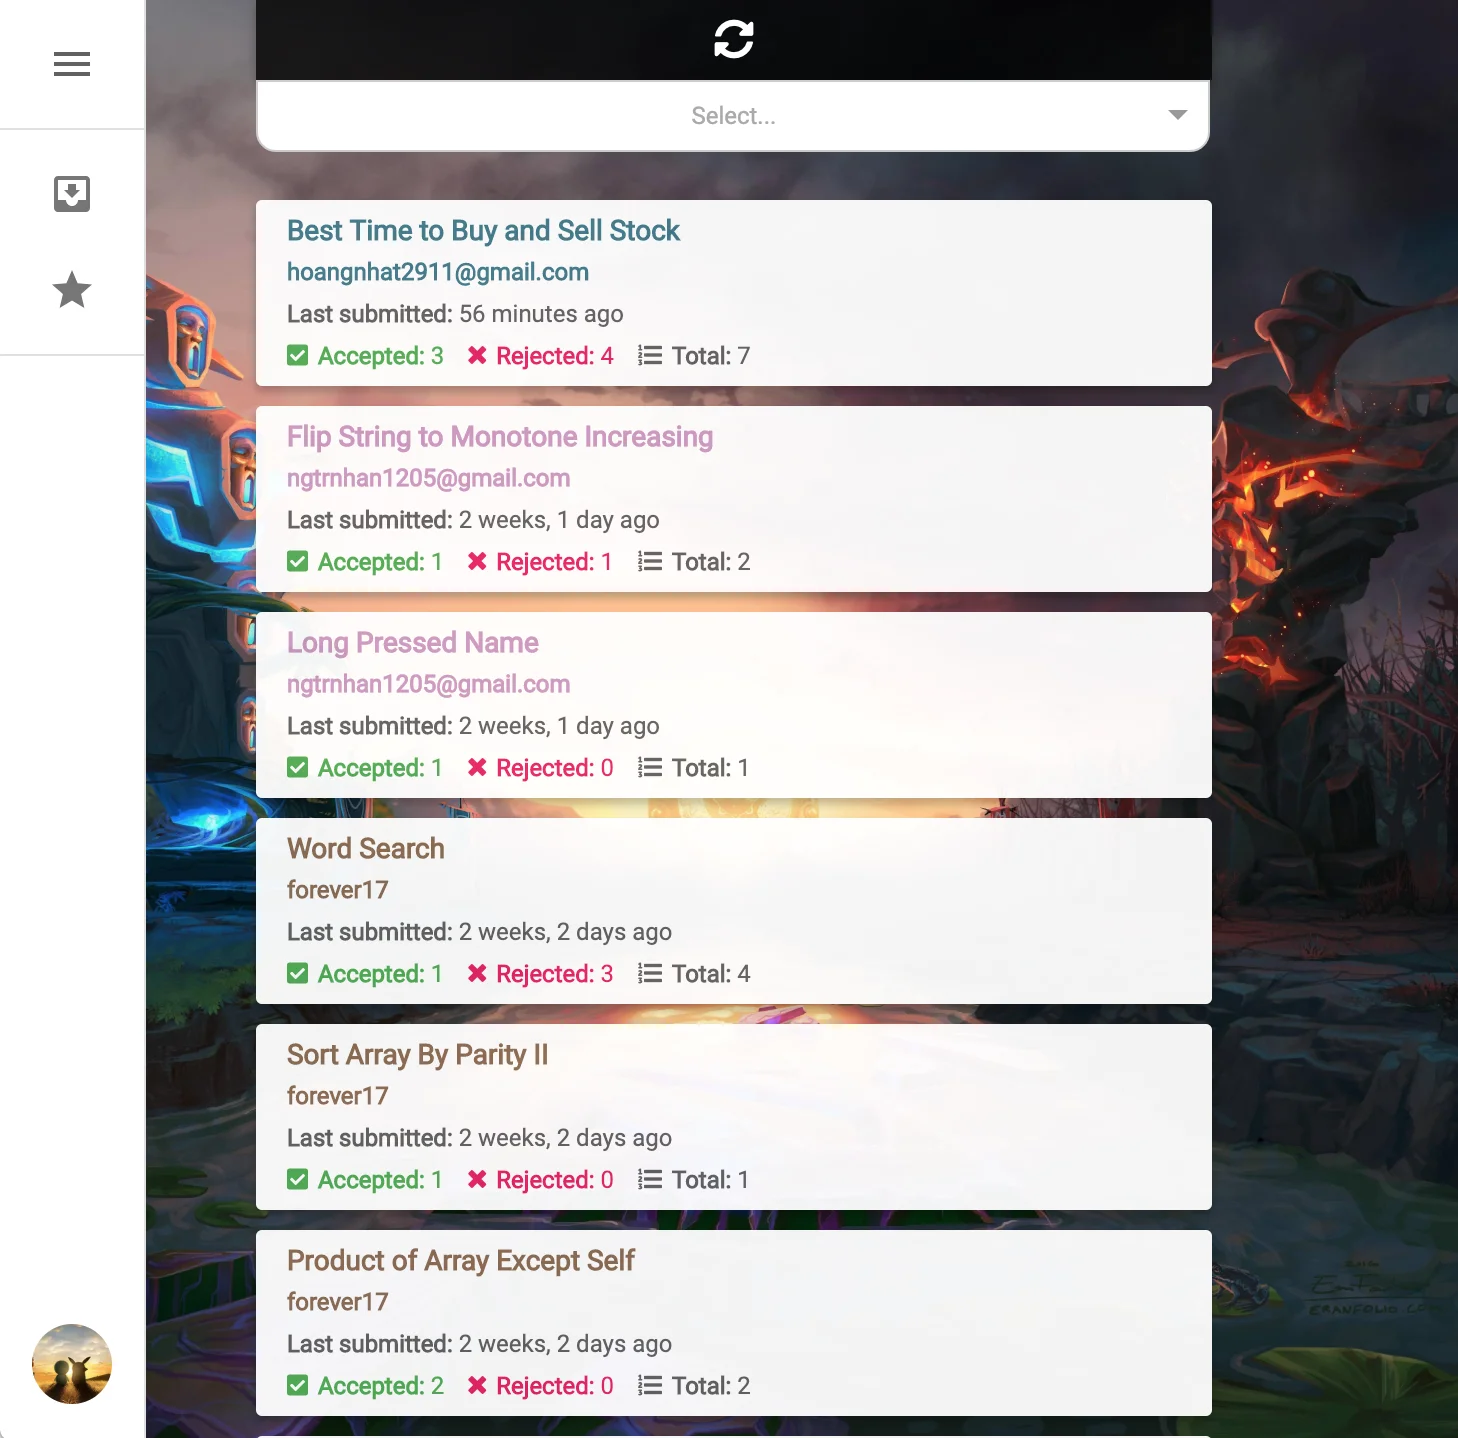 Select...
Best Time to Buy and Sell Stock
hoangnhat2911@gmail.com
Last submitted: 56 minutes ago
Accepted: 3 Rejected: 4 Total: 7
Flip String to Monotone Increasing
ngtrnhan1205@gmail.com
Last submitted: 2 weeks, 1 day ago
Accepted: 1 Rejected: 1 Total: 2
Long Pressed Name
ngtrnhan1205@gmail.com
Last submitted: 2 weeks, 1 day ago
Accepted: 1 Rejected: 0 Total: 1
Word Search
forever17
Last submitted: 2 weeks, 2 days ago
Accepted: 1 Rejected: 3 Total: 4
Sort Array By Parity II
forever17
Last submitted: 2 weeks, 2 days ago
Accepted: 1 Rejected: 0 Total: 1
Product of Array Except Self
forever17
Last submitted: 2 weeks, 2 days ago
Accepted: 2 Rejected: 0 Total: 2
ERANFOLIO.COM